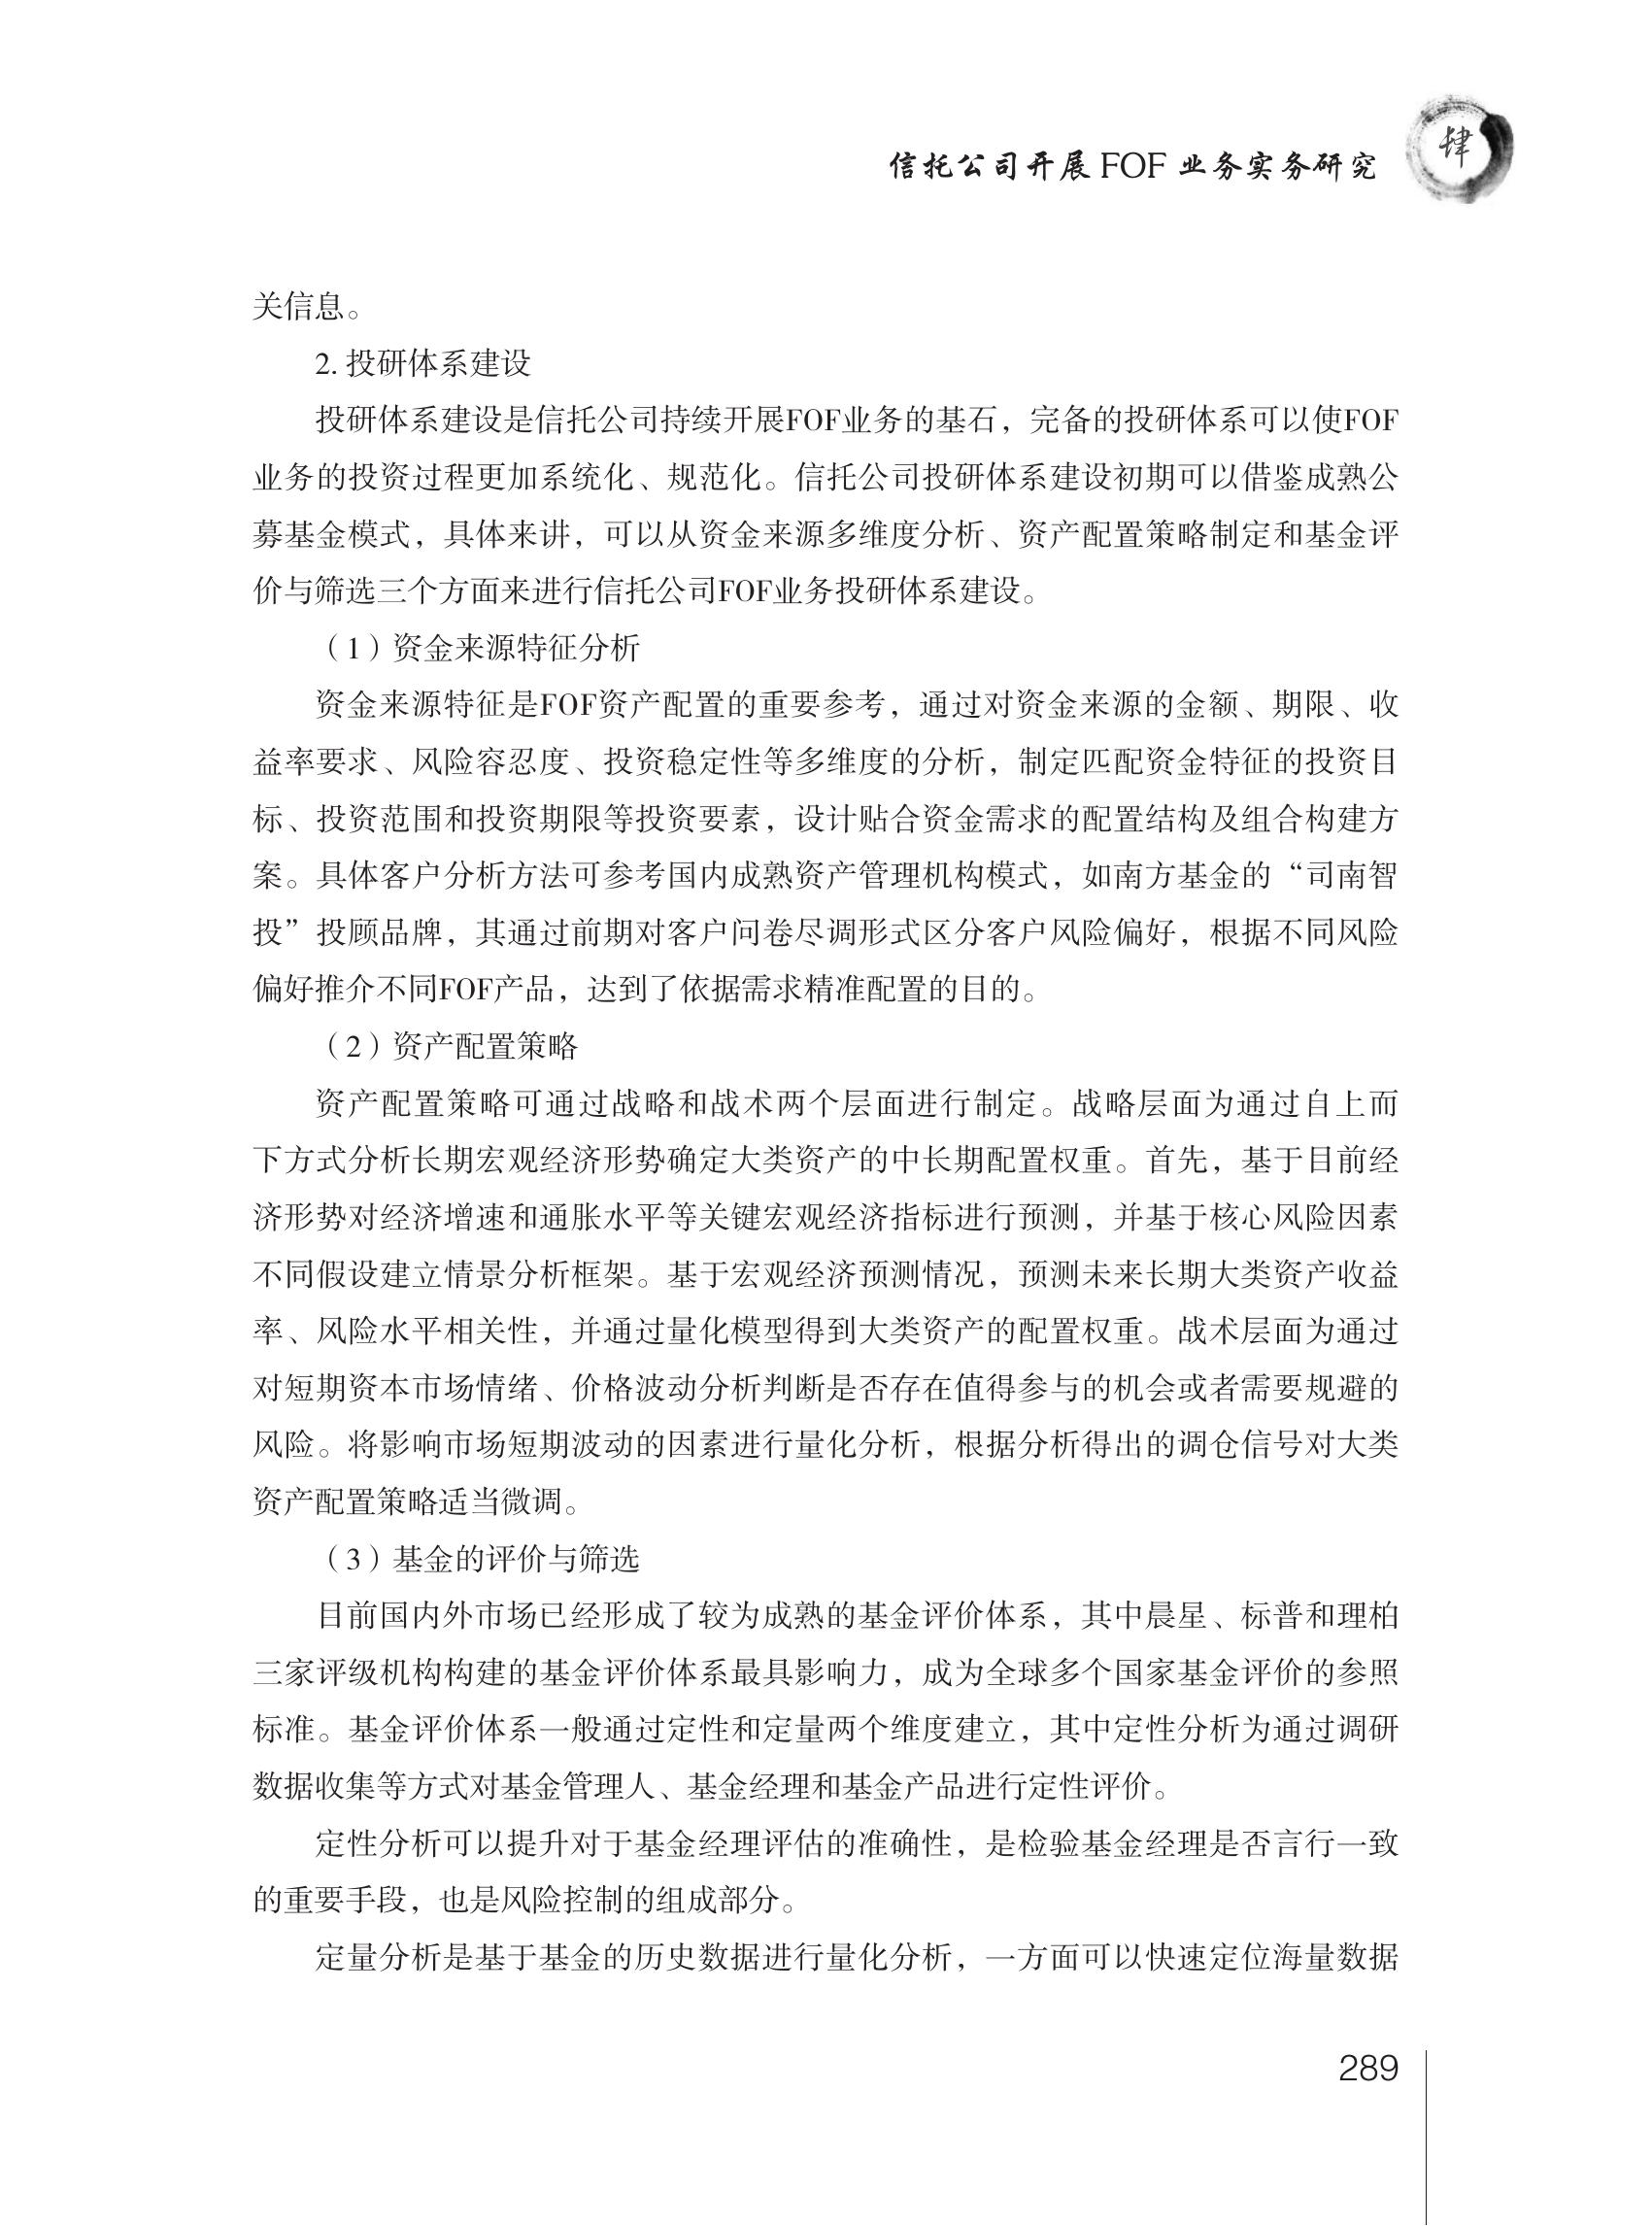 信托公司开展 FOF 业务实务研究
肆
关信息。
2. 投研体系建设
投研体系建设是信托公司持续开展FOF业务的基石，完备的投研体系可以使FOF
业务的投资过程更加系统化、规范化。信托公司投研体系建设初期可以借鉴成熟公
募基金模式，具体来讲，可以从资金来源多维度分析、资产配置策略制定和基金评
价与筛选三个方面来进行信托公司FOF业务投研体系建设。
（1）资金来源特征分析
资金来源特征是FOF资产配置的重要参考，通过对资金来源的金额、期限、收
益率要求、风险容忍度、投资稳定性等多维度的分析，制定匹配资金特征的投资目
标、投资范围和投资期限等投资要素，设计贴合资金需求的配置结构及组合构建方
案。具体客户分析方法可参考国内成熟资产管理机构模式，如南方基金的“司南智
投”投顾品牌，其通过前期对客户问卷尽调形式区分客户风险偏好，根据不同风险
偏好推介不同FOF产品，达到了依据需求精准配置的目的。
（2）资产配置策略
资产配置策略可通过战略和战术两个层面进行制定。战略层面为通过自上而
下方式分析长期宏观经济形势确定大类资产的中长期配置权重。首先，基于目前经
济形势对经济增速和通胀水平等关键宏观经济指标进行预测，并基于核心风险因素
不同假设建立情景分析框架。基于宏观经济预测情况，预测未来长期大类资产收益
率、风险水平相关性，并通过量化模型得到大类资产的配置权重。战术层面为通过
对短期资本市场情绪、价格波动分析判断是否存在值得参与的机会或者需要规避的
风险。将影响市场短期波动的因素进行量化分析，根据分析得出的调仓信号对大类
资产配置策略适当微调。
（3）基金的评价与筛选
目前国内外市场已经形成了较为成熟的基金评价体系，其中晨星、标普和理柏
三家评级机构构建的基金评价体系最具影响力，成为全球多个国家基金评价的参照
标准。基金评价体系一般通过定性和定量两个维度建立，其中定性分析为通过调研
数据收集等方式对基金管理人、基金经理和基金产品进行定性评价。
定性分析可以提升对于基金经理评估的准确性，是检验基金经理是否言行一致
的重要手段，也是风险控制的组成部分。
定量分析是基于基金的历史数据进行量化分析，一方面可以快速定位海量数据
289